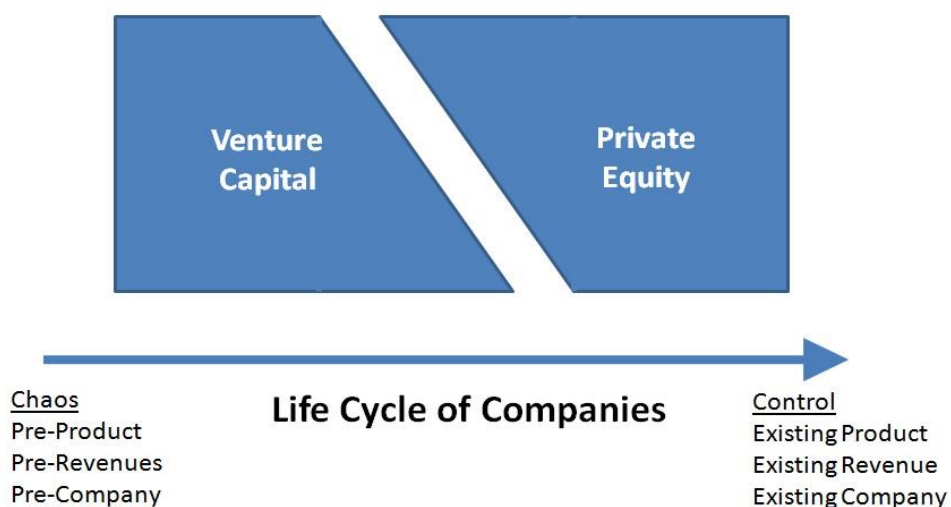 Venture
Capital
Private
Equity
Life Cycle of Companies
Chaos
Pre-Product
Pre-Revenues
Pre-Company
Control
Existing Product
Existing Revenue
Existing Company